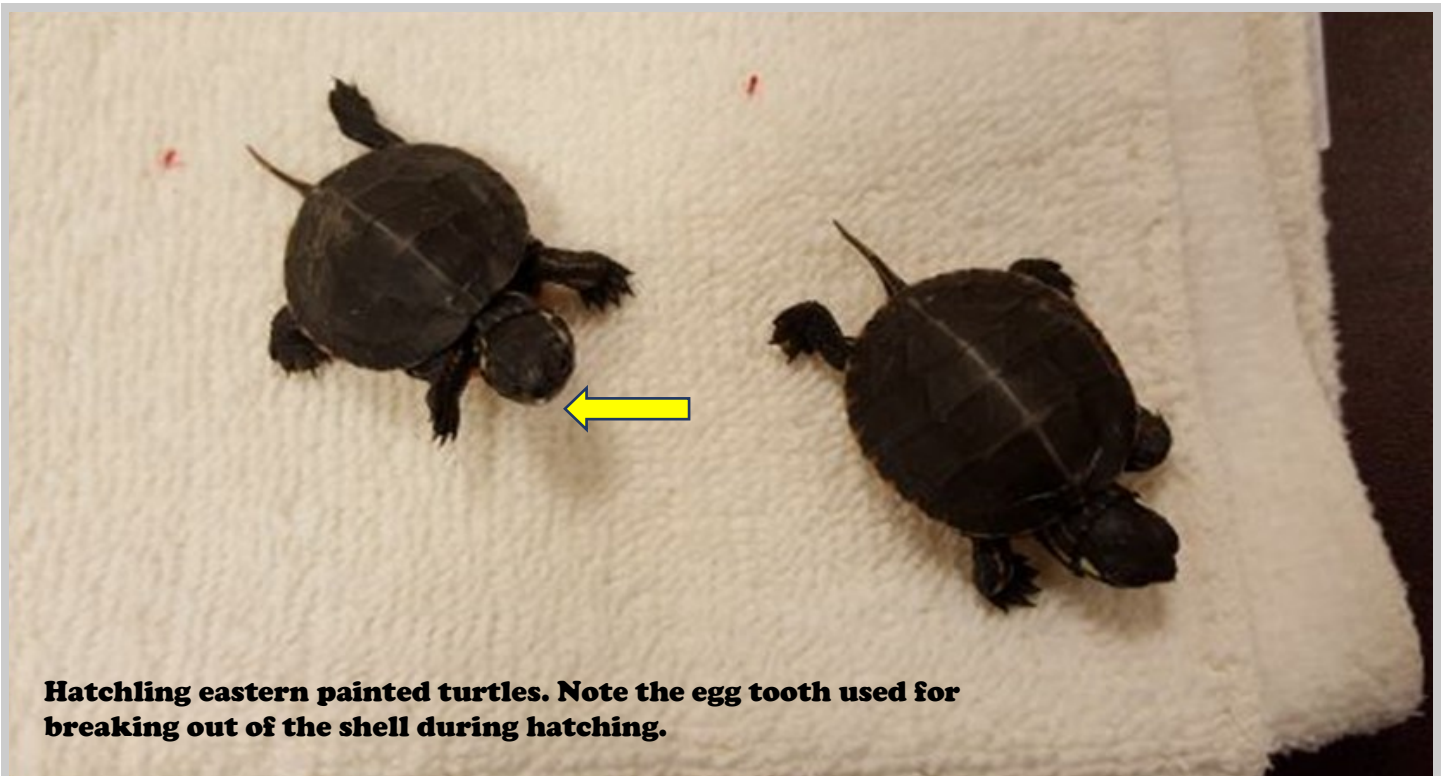 Hatchling eastern painted turtles. Note the egg tooth used for
breaking out of the shell during hatching.